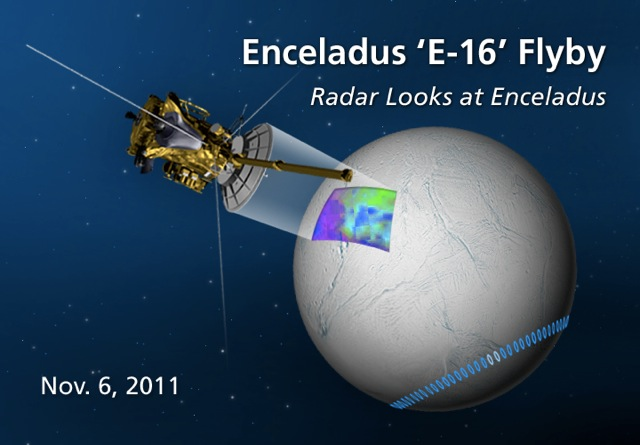 Enceladus ‘E-16’ Flyby
Radar Looks at Enceladus
Nov. 6, 2011